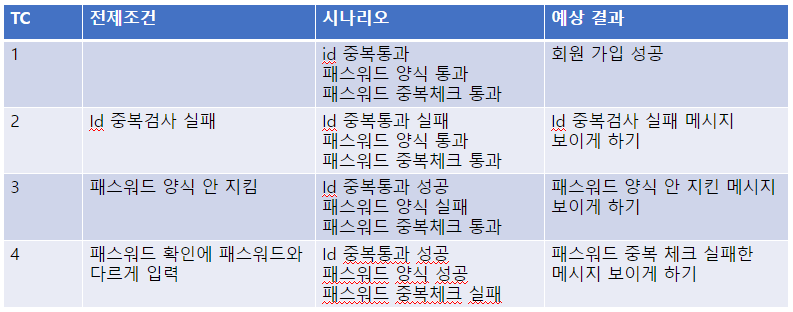 TC 전제조건 시나리오 예상 결과
1 id 중복통과 회원 가입 성공
패스워드 양식 통과
패스워드 중복체크 통과
2 Id 중복검사 실패 Id 중복통과 실패 Id 중복검사 실패 메시지
패스워드 양식 통과 보이게 하기
패스워드 중복체크 통과
3 패스워드 양식 안 지킴 Id 중복통과 성공 패스워드 양식 안 지킨 메시지
패스워드 양식 실패 보이게 하기
패스워드 중복체크 통과
4 패스워드 확인에 패스워드와 Id 중복통과 성공 패스워드 중복 체크 실패한
다르게 입력 패스워드 양식 성공 메시지 보이게 하기
패스워드 중복체크 실패